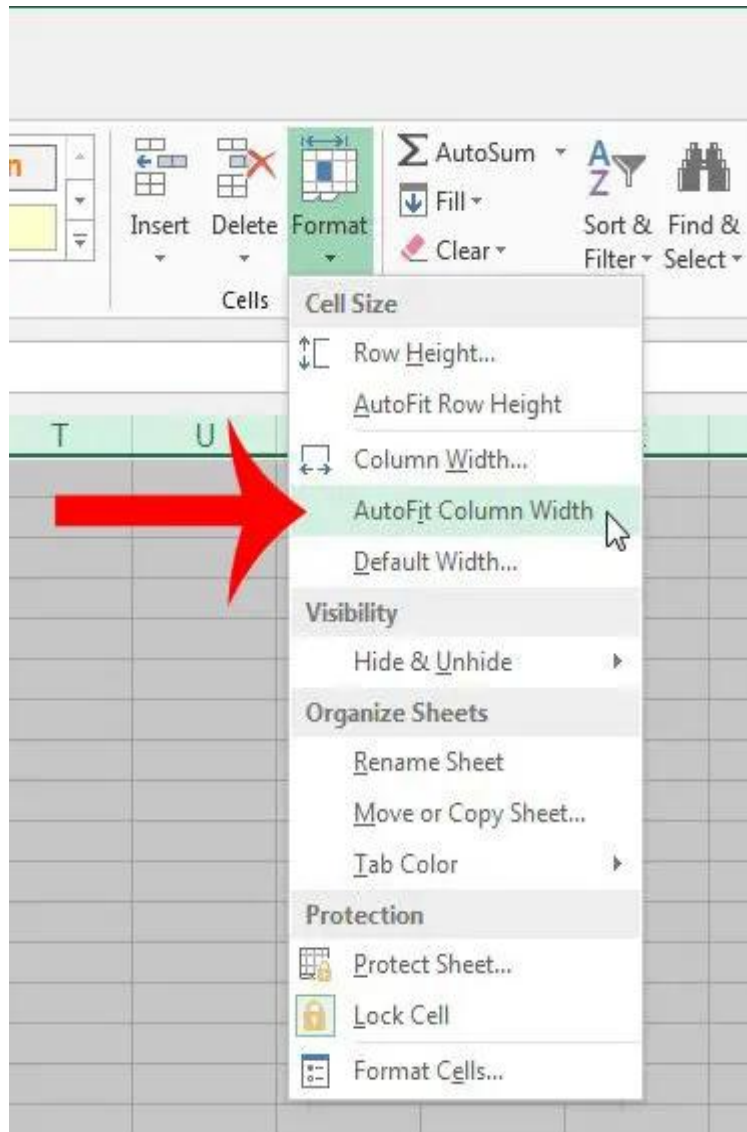 n
Insert Delete Format
AutoSum
Fill
Clear
A
Z
Sort & Find &
Filter Select
Cells
Cell Size
Row Height...
AutoFit Row Height
T U
Column Width...
AutoFit Column Width
Default Width...
Visibility
Hide & Unhide
Organize Sheets
Rename Sheet
Move or Copy Sheet...
Tab Color
Protection
Protect Sheet...
Lock Cell
Format Cells...